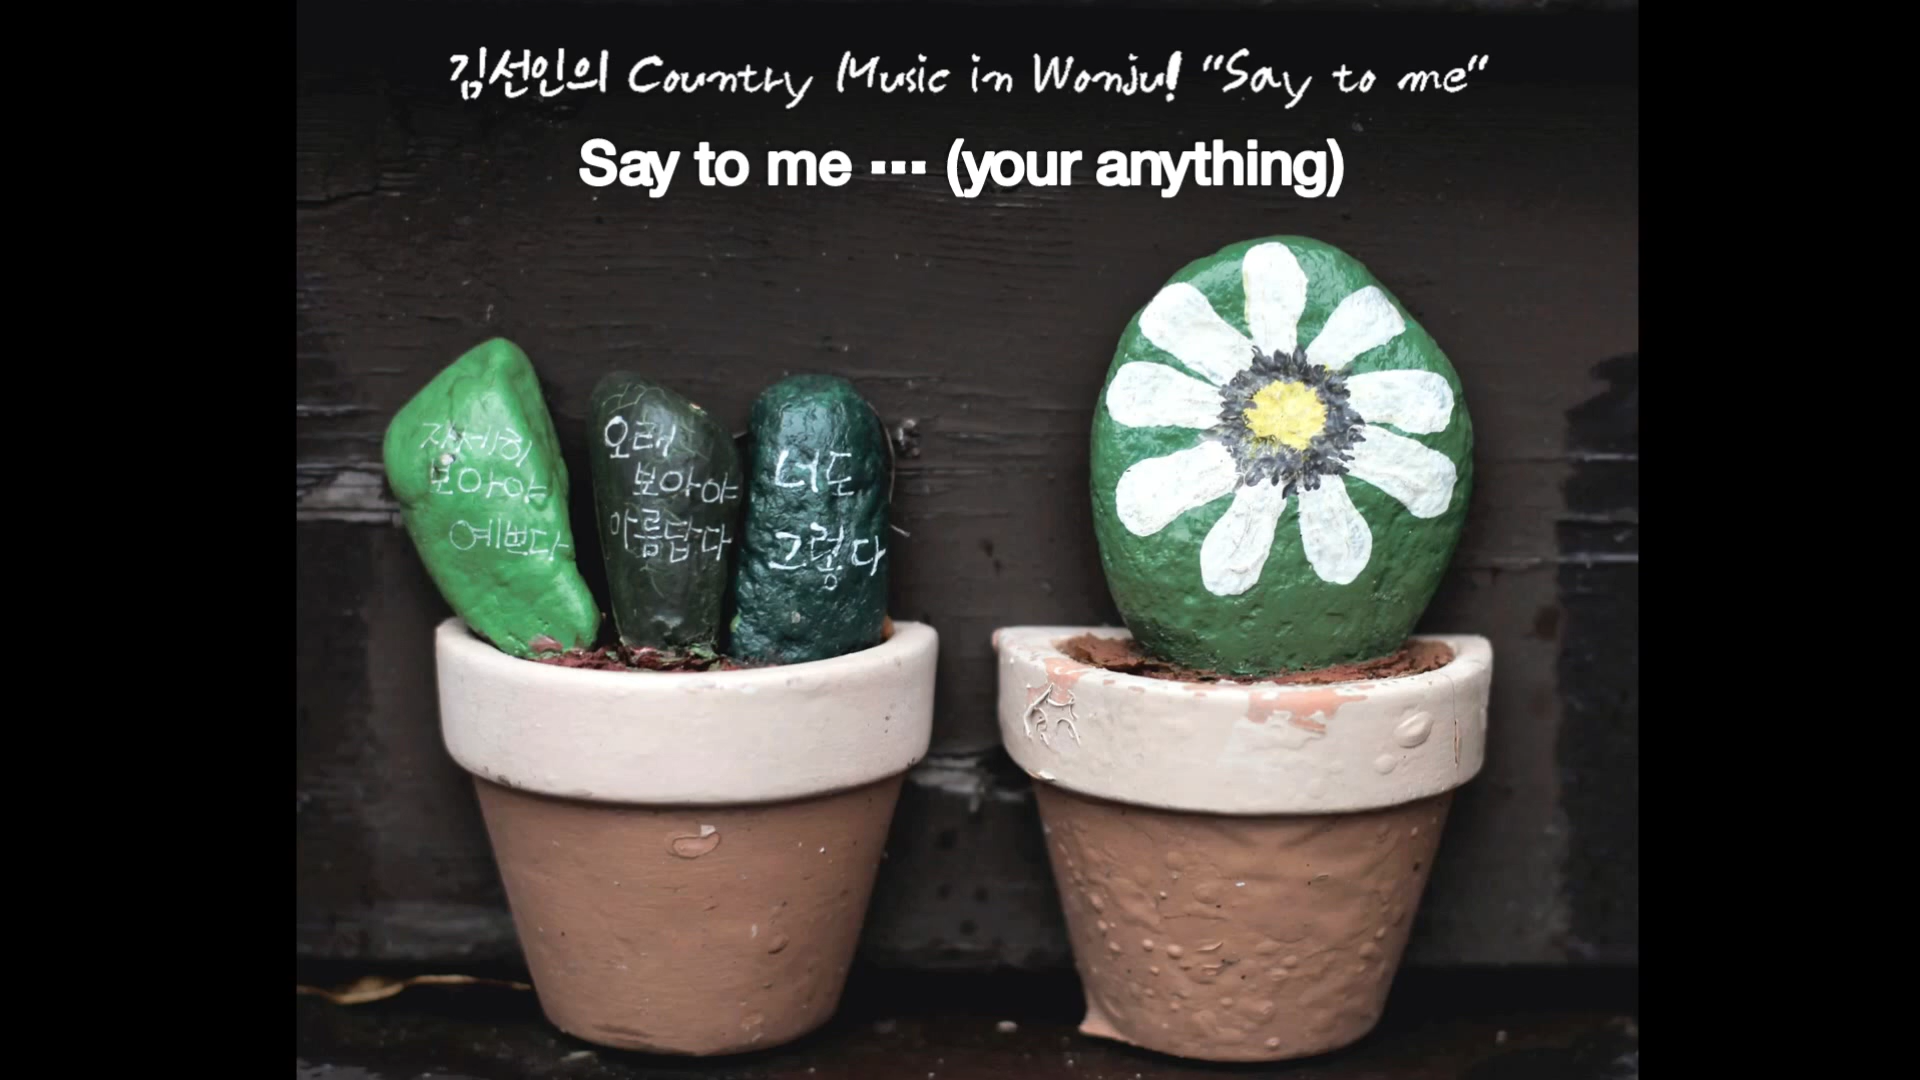 김선인의 Country Music in Wonju! "Say to me"
Say to me ··· (your anything)
자세히
보아야
예쁘다
오래
보아야
아름답다
너도
그렇다